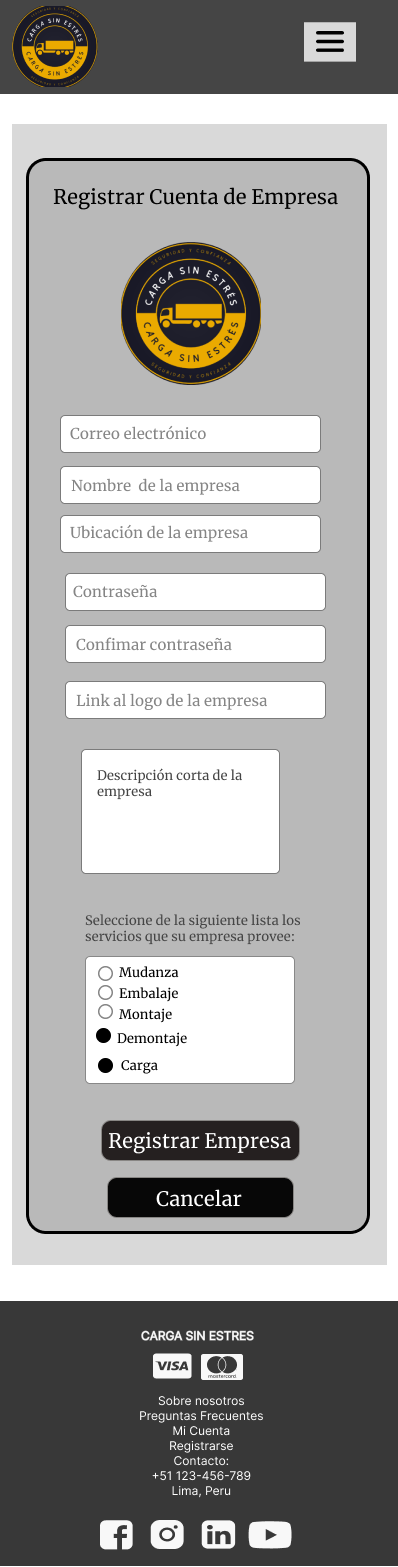 CARGA SIN ESTRÉS
CARGA SIN ESTRÉS
Registrar Cuenta de Empresa
SEGURIDAD Y CONFIANZA
CARGA SIN ESTRÉS
CARGA SIN ESTRÉS
SEGURIDAD Y CONFIANZA
Correo electrónico
Nombre de la empresa
Ubicación de la empresa
Contraseña
Confimar contraseña
Link al logo de la empresa
Descripción corta de la
empresa
Seleccione de la siguiente lista los
servicios que su empresa provee:
Mudanza
Embalaje
Montaje
Demontaje
Carga
Registrar Empresa
Cancelar
CARGA SIN ESTRES
VISA mastercard
Sobre nosotros
Preguntas Frecuentes
Mi Cuenta
Registrarse
Contacto:
+51 123-456-789
Lima, Peru